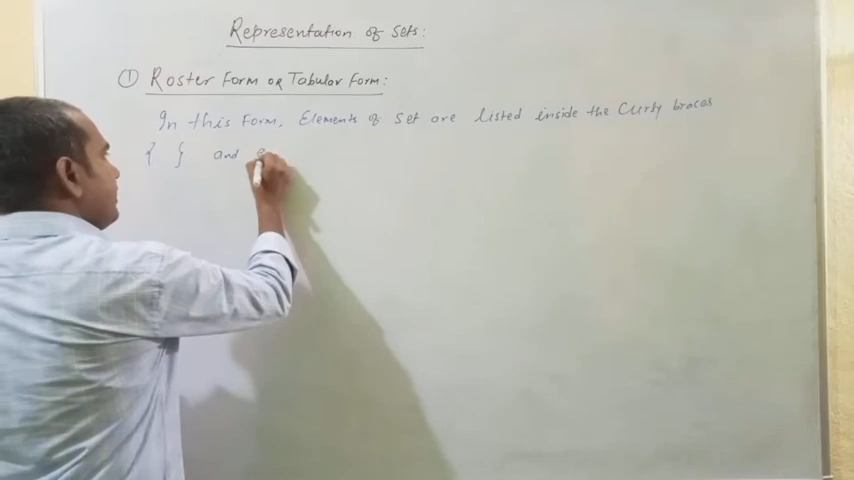 Representation of Sets:
① Roster Form or Tabular Form:
In this Form, Elements of Set are listed inside the Curly braces
{ } and e